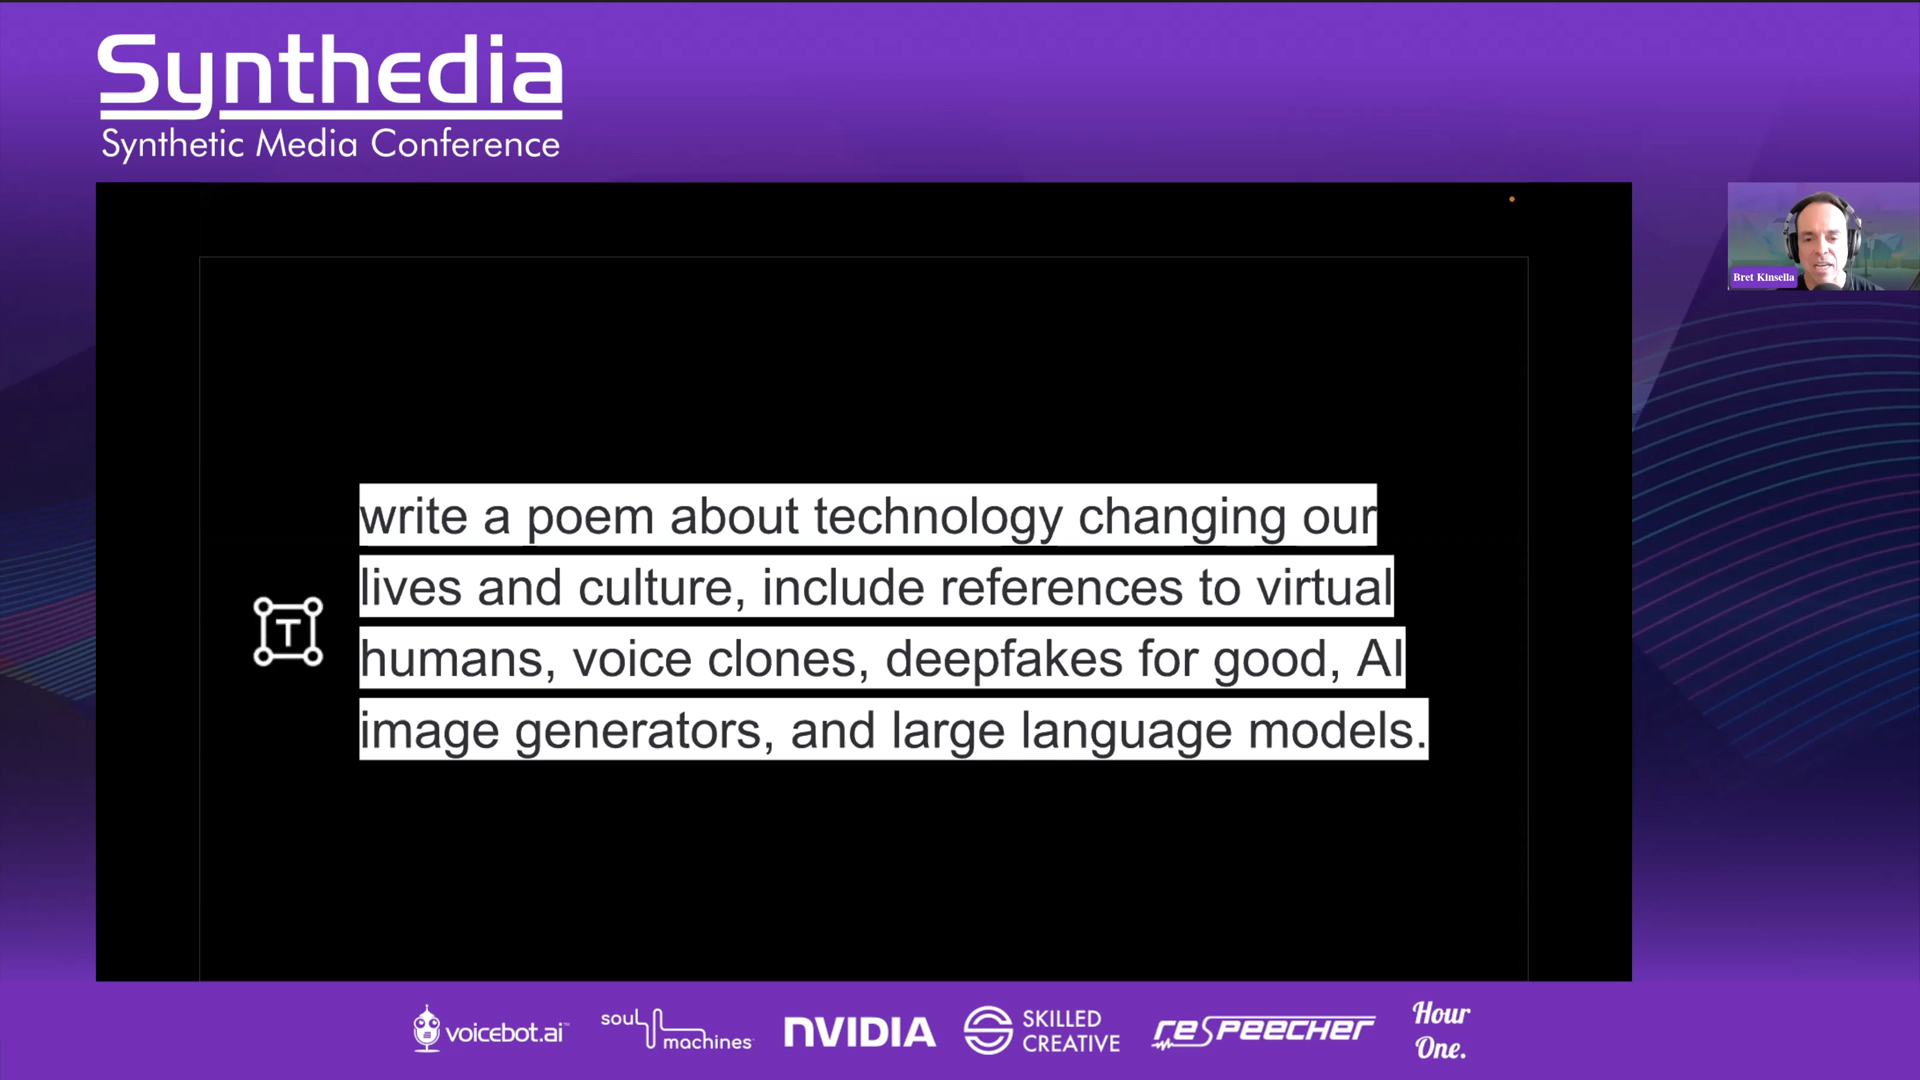 Synthedia
Synthetic Media Conference
Bret Kinsella
write a poem about technology changing our
lives and culture, include references to virtual
humans, voice clones, deepfakes for good, AI
image generators, and large language models.
T
voicebot.ai
soul machines
NVIDIA
SKILLED CREATIVE
reSpeecher
Hour One.